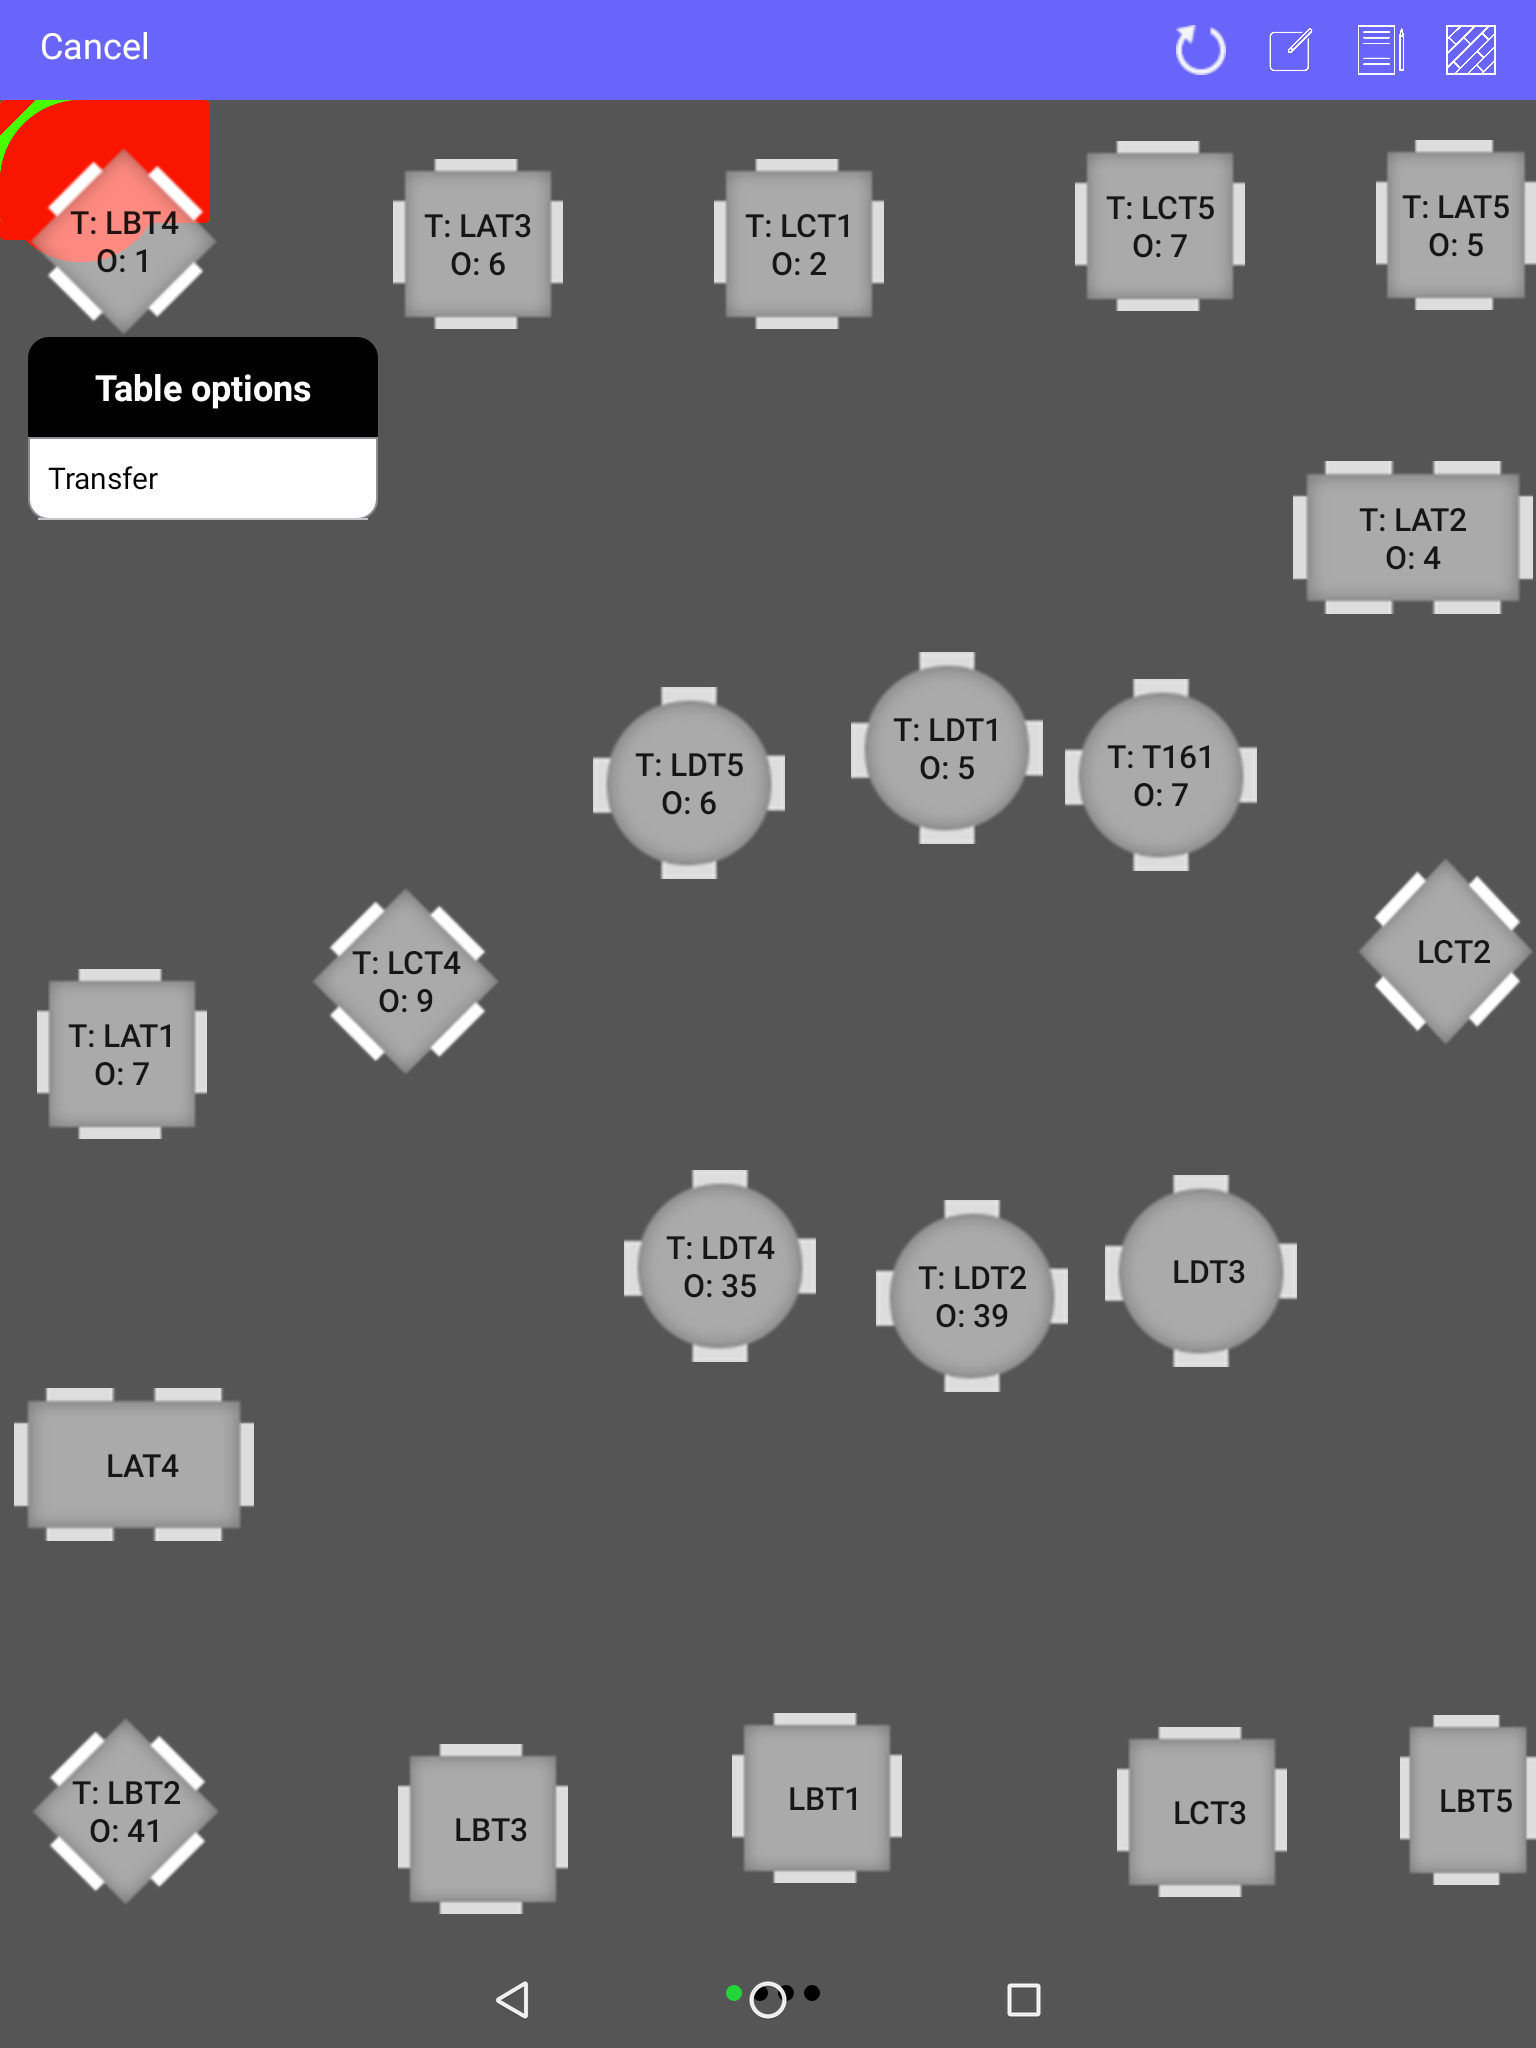 Cancel
T: LBT4
O: 1
T: LAT3
O: 6
T: LCT1
O: 2
T: LCT5
O: 7
T: LAT5
O: 5
Table options
Transfer
T: LAT2
O: 4
T: LDT5
O: 6
T: LDT1
O: 5
T: T161
O: 7
T: LCT4
O: 9
LCT2
T: LAT1
O: 7
T: LDT4
O: 35
T: LDT2
O: 39
LDT3
LAT4
T: LBT2
O: 41
LBT3
LBT1
LCT3
LBT5